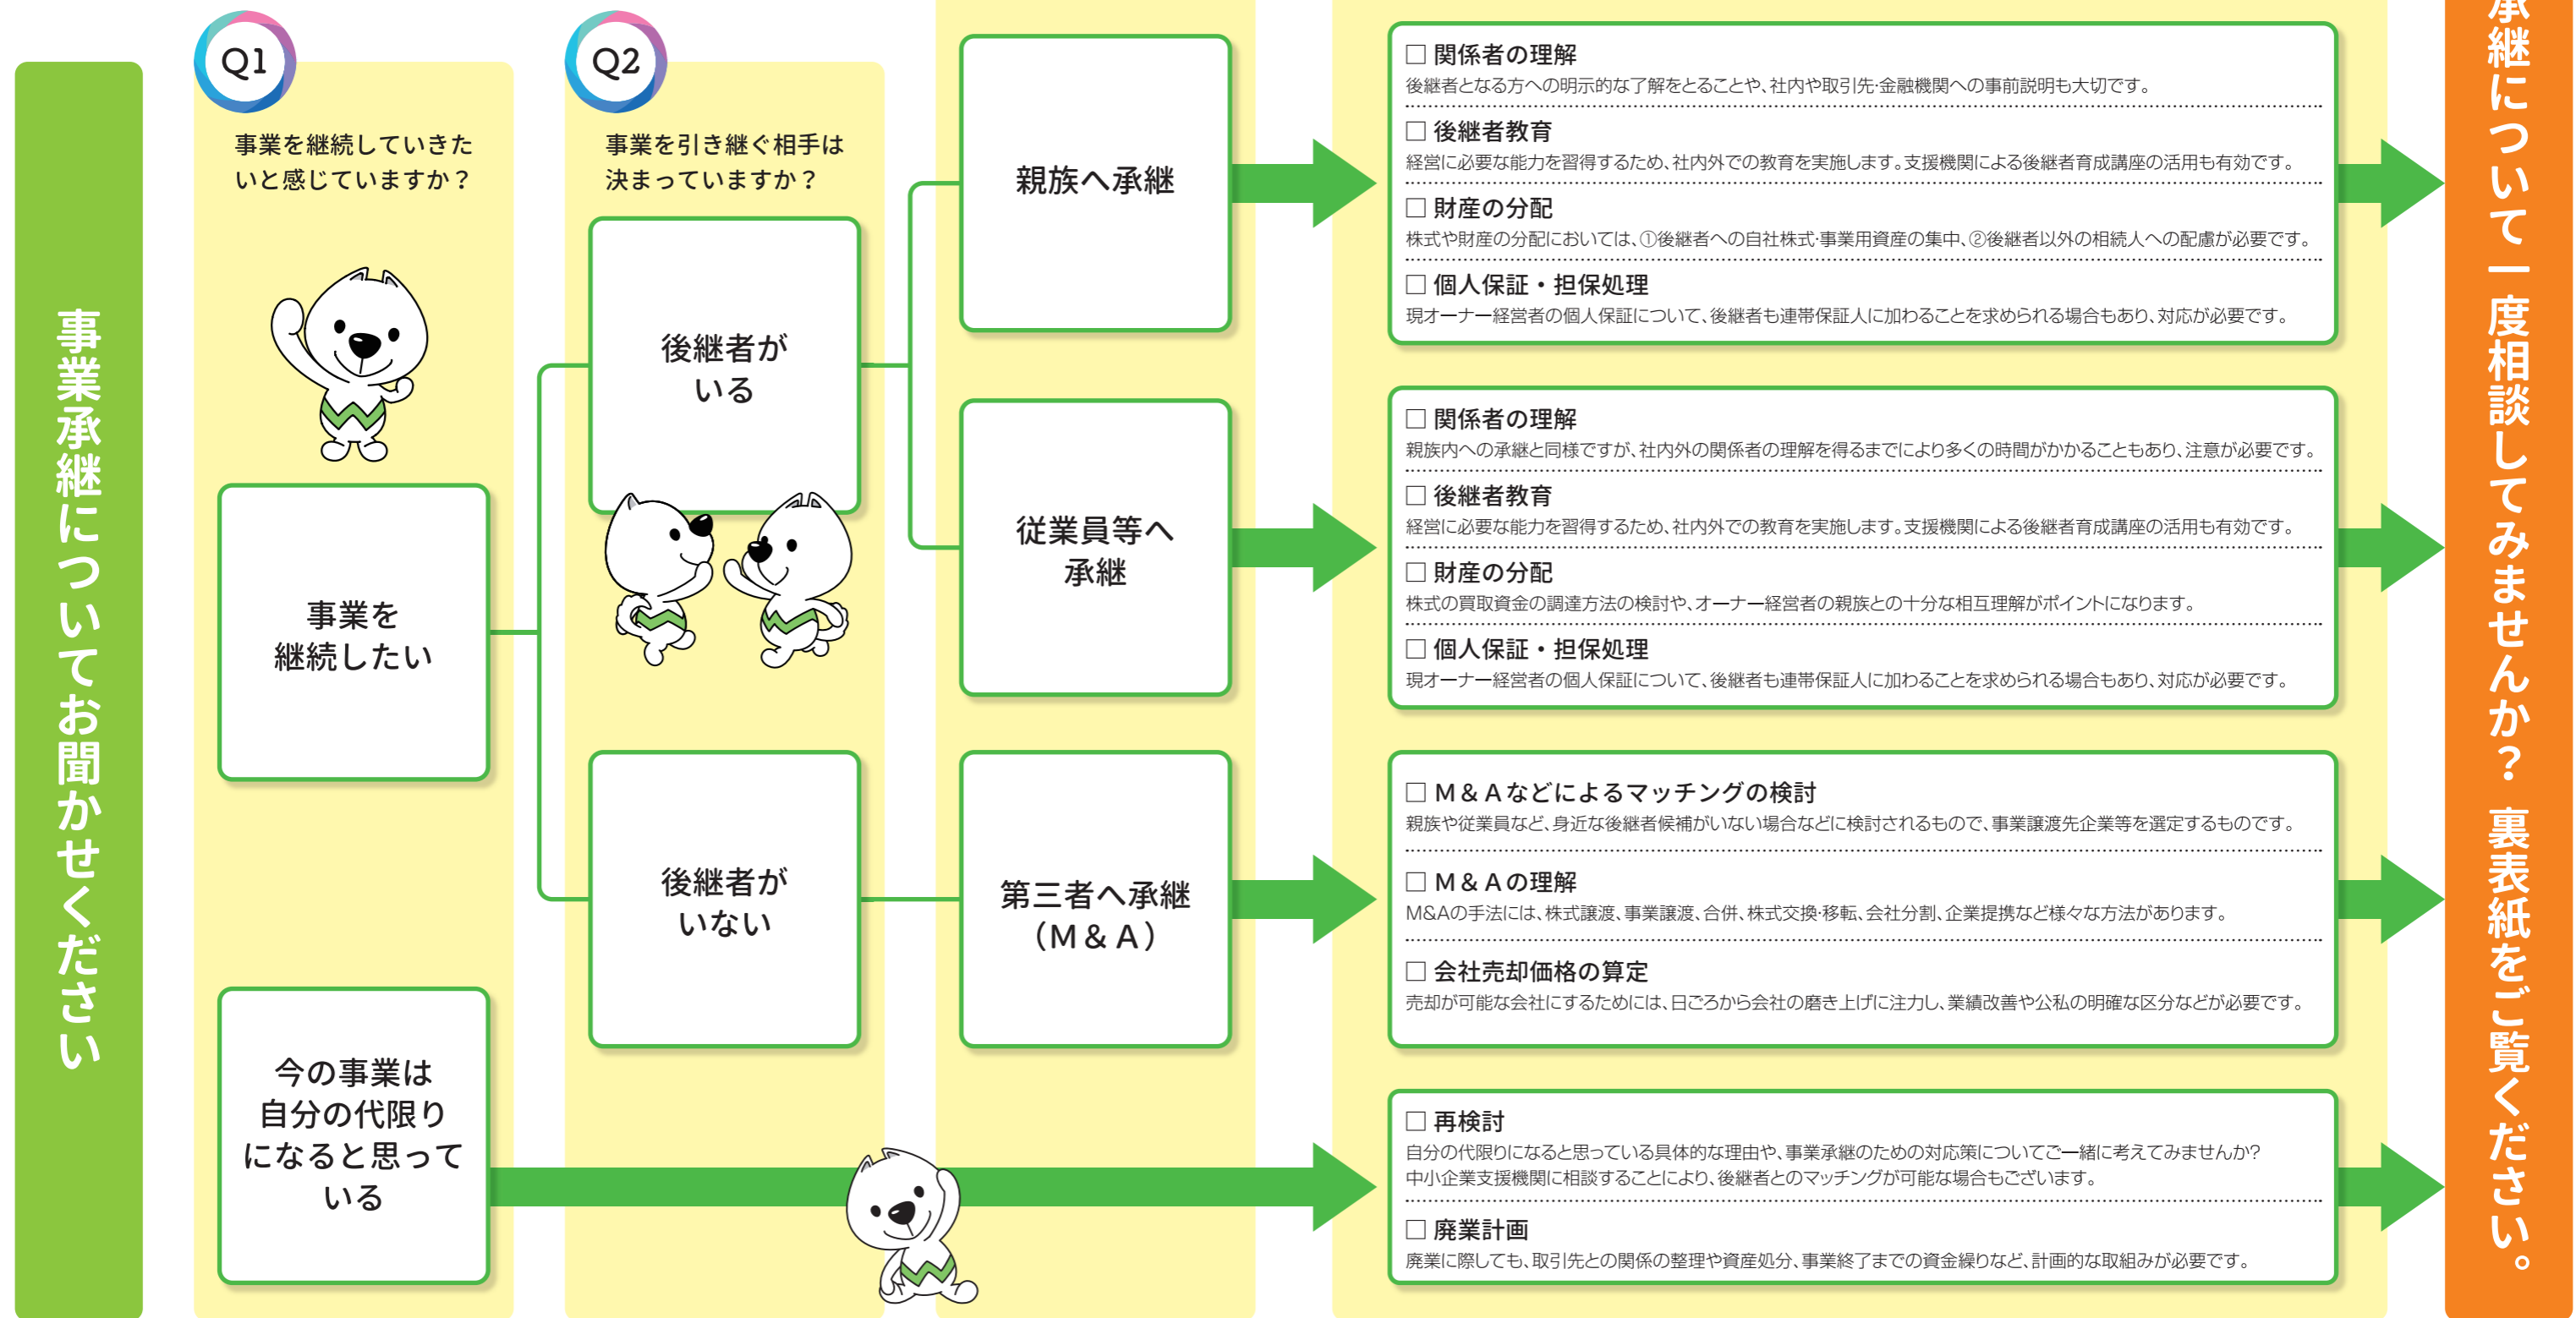 事業承継についてお聞かせください
Q1
事業を継続していきた
いと感じていますか？
事業を
継続したい
今の事業は
自分の代限り
になると思って
いる
Q2
事業を引き継ぐ相手は
決まっていますか？
後継者が
いる
後継者が
いない
親族へ承継
従業員等へ
承継
第三者へ承継
（M＆A）
□ 関係者の理解
後継者となる方への明示的な了解をとることや、社内や取引先・金融機関への事前説明も大切です。
□ 後継者教育
経営に必要な能力を習得するため、社内外での教育を実施します。支援機関による後継者育成講座の活用も有効です。
□ 財産の分配
株式や財産の分配においては、①後継者への自社株式・事業用資産の集中、②後継者以外の相続人への配慮が必要です。
□ 個人保証・担保処理
現オーナー経営者の個人保証について、後継者も連帯保証人に加わることを求められる場合もあり、対応が必要です。
□ 関係者の理解
親族内への承継と同様ですが、社内外の関係者の理解を得るまでにより多くの時間がかかることもあり、注意が必要です。
□ 後継者教育
経営に必要な能力を習得するため、社内外での教育を実施します。支援機関による後継者育成講座の活用も有効です。
□ 財産の分配
株式の買取資金の調達方法の検討や、オーナー経営者の親族との十分な相互理解がポイントになります。
□ 個人保証・担保処理
現オーナー経営者の個人保証について、後継者も連帯保証人に加わることを求められる場合もあり、対応が必要です。
□ M＆Aなどによるマッチングの検討
親族や従業員など、身近な後継者候補がいない場合などに検討されるもので、事業譲渡先企業等を選定するものです。
□ M＆Aの理解
M&Aの手法には、株式譲渡、事業譲渡、合併、株式交換・移転、会社分割、企業提携など様々な方法があります。
□ 会社売却価格の算定
売却が可能な会社にするためには、日ごろから会社の磨き上げに注力し、業績改善や公私の明確な区分などが必要です。
□ 再検討
自分の代限りになると思っている具体的な理由や、事業承継のための対応策についてご一緒に考えてみませんか？
中小企業支援機関に相談することにより、後継者とのマッチングが可能な場合もございます。
□ 廃業計画
廃業に際しても、取引先との関係の整理や資産処分、事業終了までの資金繰りなど、計画的な取組みが必要です。
承継について一度相談してみませんか？ 裏表紙をご覧ください。